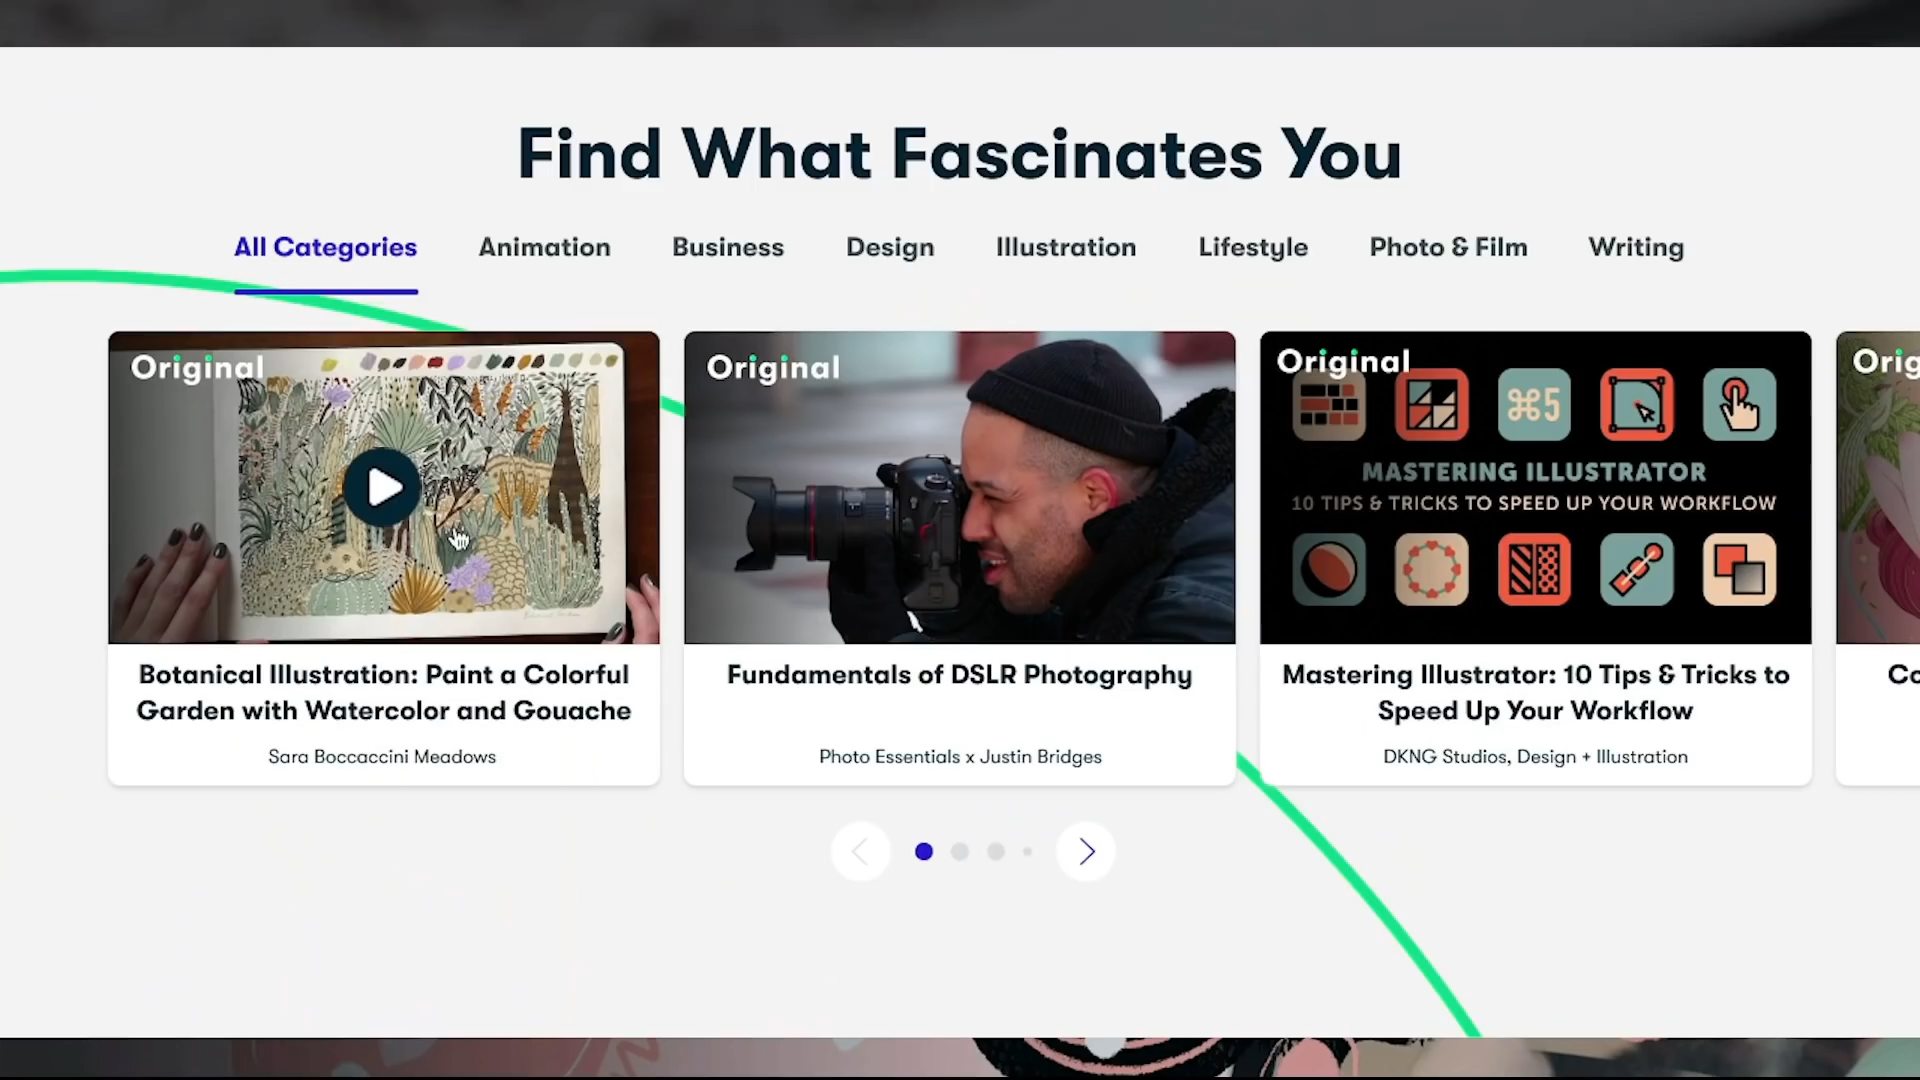 Find What Fascinates You
All Categories
Animation
Business
Design
Illustration
Lifestyle
Photo & Film
Writing
Original
Original
Original
MASTERING ILLUSTRATOR
10 TIPS & TRICKS TO SPEED UP YOUR WORKFLOW
⌘5
Botanical Illustration: Paint a Colorful
Garden with Watercolor and Gouache
Sara Boccaccini Meadows
Fundamentals of DSLR Photography
Photo Essentials x Justin Bridges
Mastering Illustrator: 10 Tips & Tricks to
Speed Up Your Workflow
DKNG Studios, Design + Illustration